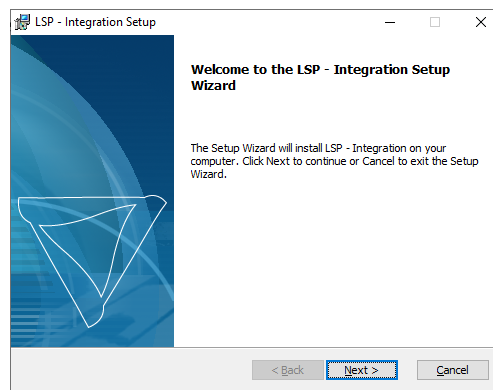 LSP - Integration Setup
Welcome to the LSP - Integration Setup
Wizard
The Setup Wizard will install LSP - Integration on your
computer. Click Next to continue or Cancel to exit the Setup
Wizard.
< Back
Next >
Cancel